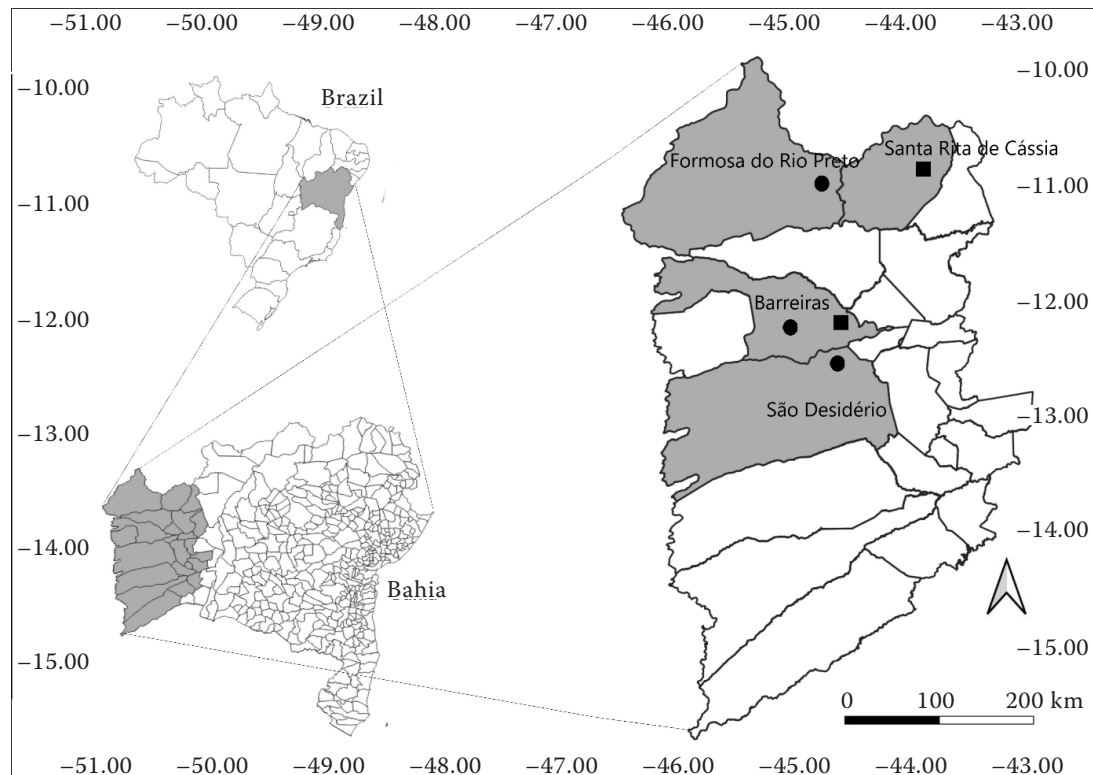 −51.00 −50.00 −49.00 −48.00 −47.00 −46.00 −45.00 −44.00 −43.00
−10.00
−11.00
−12.00
−13.00
−14.00
−15.00
Brazil
Bahia
Formosa do Rio Preto
Santa Rita de Cássia
Barreiras
São Desidério
−10.00
−11.00
−12.00
−13.00
−14.00
−15.00
0 100 200 km
−51.00 −50.00 −49.00 −48.00 −47.00 −46.00 −45.00 −44.00 −43.00